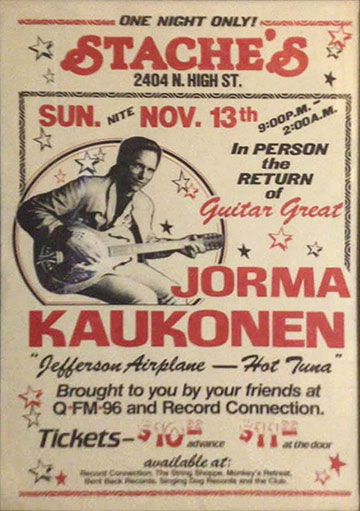 ONE NIGHT ONLY!
STACHE'S
2404 N. HIGH ST.
SUN. NITE NOV. 13th 9:00P.M. - 2:00A.M.
In PERSON
the
RETURN
of
Guitar Great
JORMA
KAUKONEN
"Jefferson Airplane — Hot Tuna"
Brought to you by your friends at
Q-FM-96 and Record Connection.
Tickets- $10 advance $11 at the door
available at:
Record Connection, The String Shoppe, Monkey's Retreat,
Bent Back Records, Singing Dog Records and the Club.